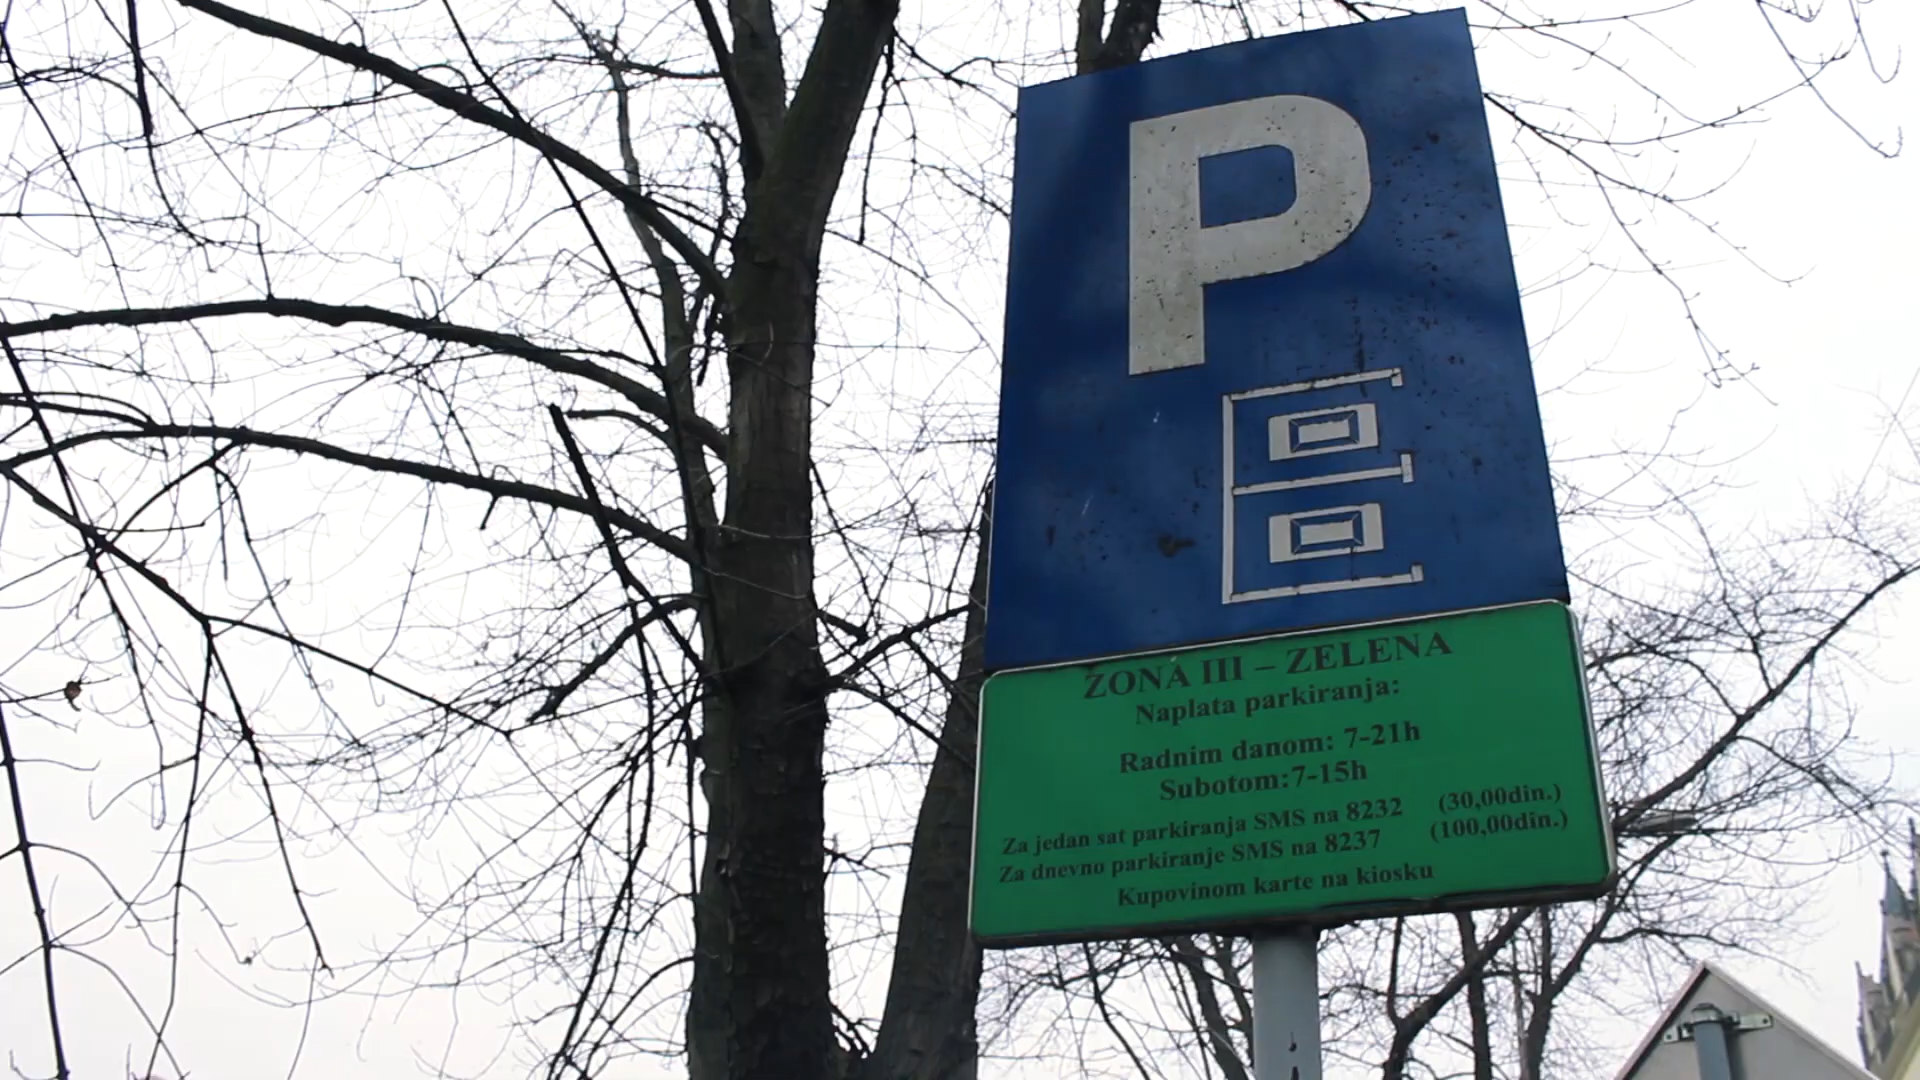 P
ZONA III – ZELENA
Naplata parkiranja:
Radnim danom: 7-21h
Subotom:7-15h
Za jedan sat parkiranja SMS na 8232 (30,00din.)
Za dnevno parkiranje SMS na 8237 (100,00din.)
Kupovinom karte na kiosku